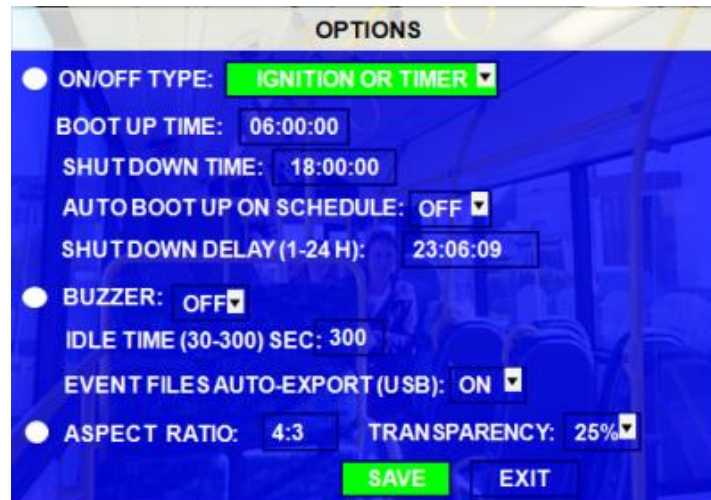 OPTIONS
ON/OFF TYPE: IGNITION OR TIMER
BOOT UP TIME: 06:00:00
SHUT DOWN TIME: 18:00:00
AUTO BOOT UP ON SCHEDULE: OFF
SHUT DOWN DELAY (1-24 H): 23:06:09
BUZZER: OFF
IDLE TIME (30-300) SEC: 300
EVENT FILES AUTO-EXPORT (USB): ON
ASPECT RATIO: 4:3 TRANSPARENCY: 25%
SAVE EXIT